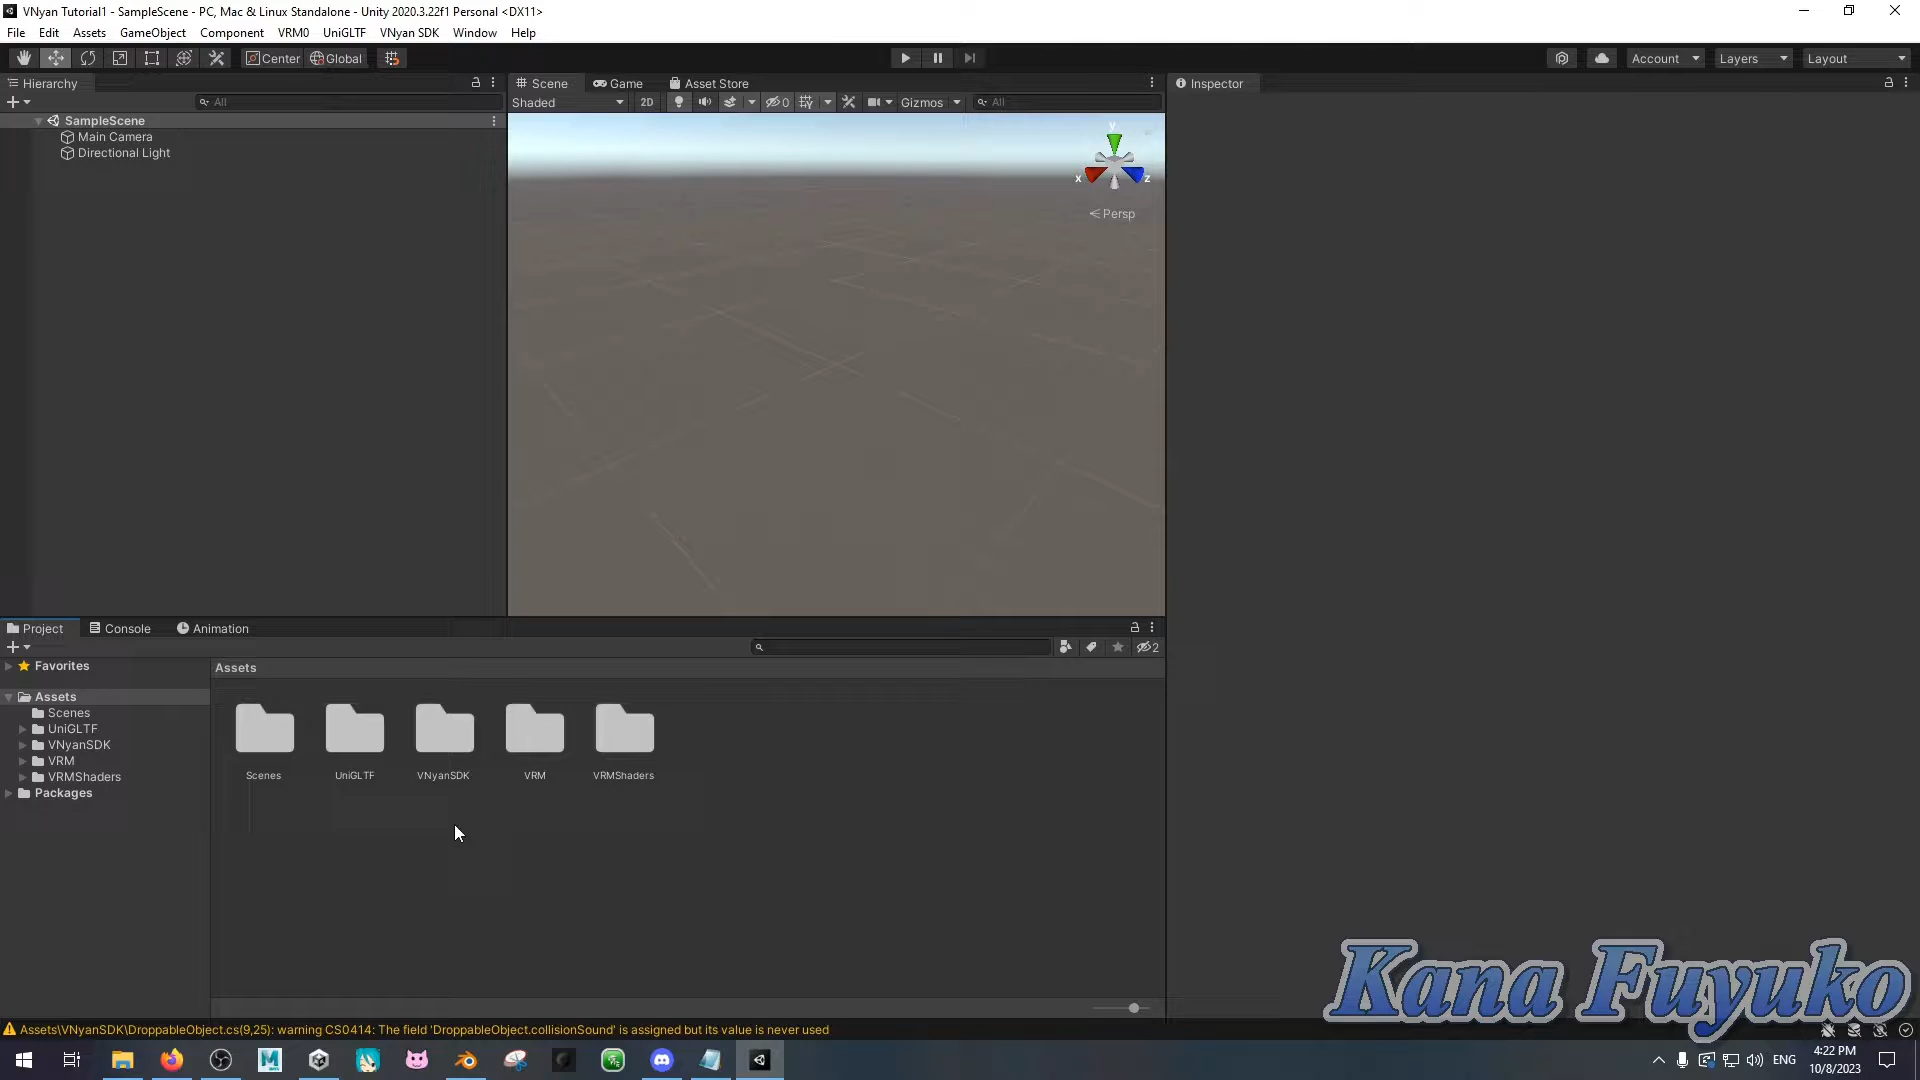 VNyan Tutorial1 - SampleScene - PC, Mac & Linux Standalone - Unity 2020.3.22f1 Personal <DX11>
File Edit Assets GameObject Component VRM0 UniGLTF VNyan SDK Window Help
Center Global Account Layers Layout
Hierarchy
All
SampleScene
Main Camera
Directional Light
Scene Game Asset Store
Shaded 2D 0 Gizmos All
y
x z
Persp
Inspector
Project Console Animation
2
Favorites
Assets
Scenes
UniGLTF
VNyanSDK
VRM
VRMShaders
Packages
Assets
Scenes UniGLTF VNyanSDK VRM VRMShaders
Kana Fuyuko
Assets\VNyanSDK\DroppableObject.cs(9,25): warning CS0414: The field 'DroppableObject.collisionSound' is assigned but its value is never used
ENG
4:22 PM
10/8/2023